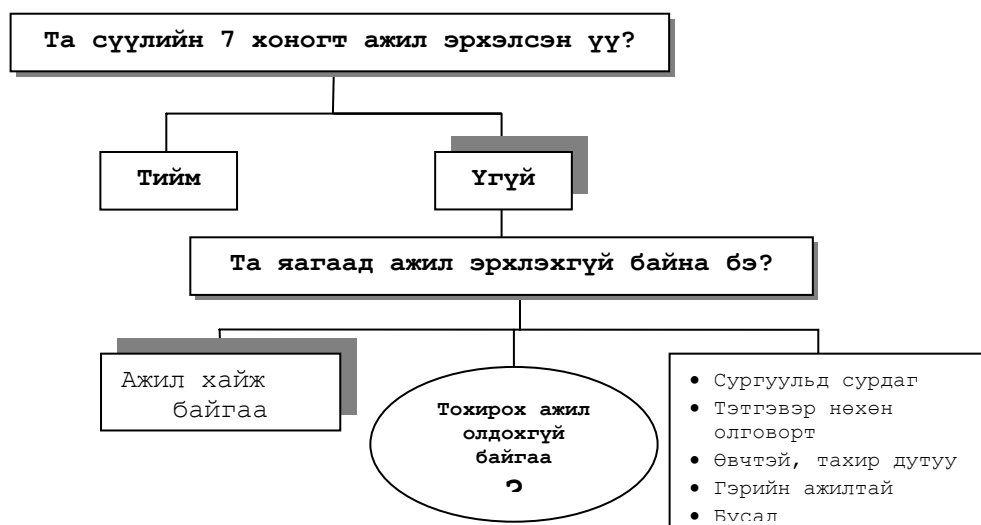 Та сүүлийн 7 хоногт ажил эрхэлсэн үү?
Тийм
Үгүй
Та яагаад ажил эрхлэхгүй байна бэ?
Ажил хайж
байгаа
Тохирох ажил
олдохгүй
байгаа
?
• Сургуульд сурдаг
• Тэтгэвэр нөхөн
олговорт
• Өвчтэй, тахир дутуу
• Гэрийн ажилтай
• Бусад